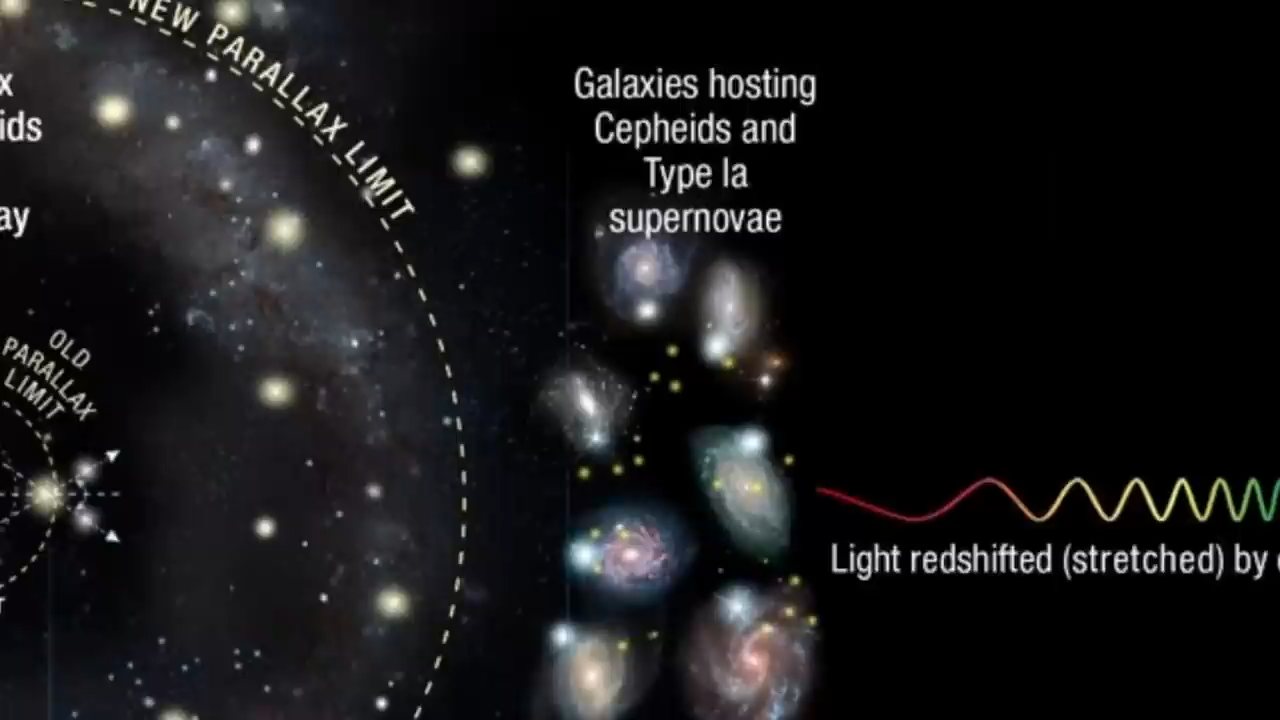 NEW PARALLAX LIMIT
Galaxies hosting
Cepheids and
Type Ia
supernovae
x
ids
ay
OLD
PARALLAX
LIMIT
Light redshifted (stretched) by